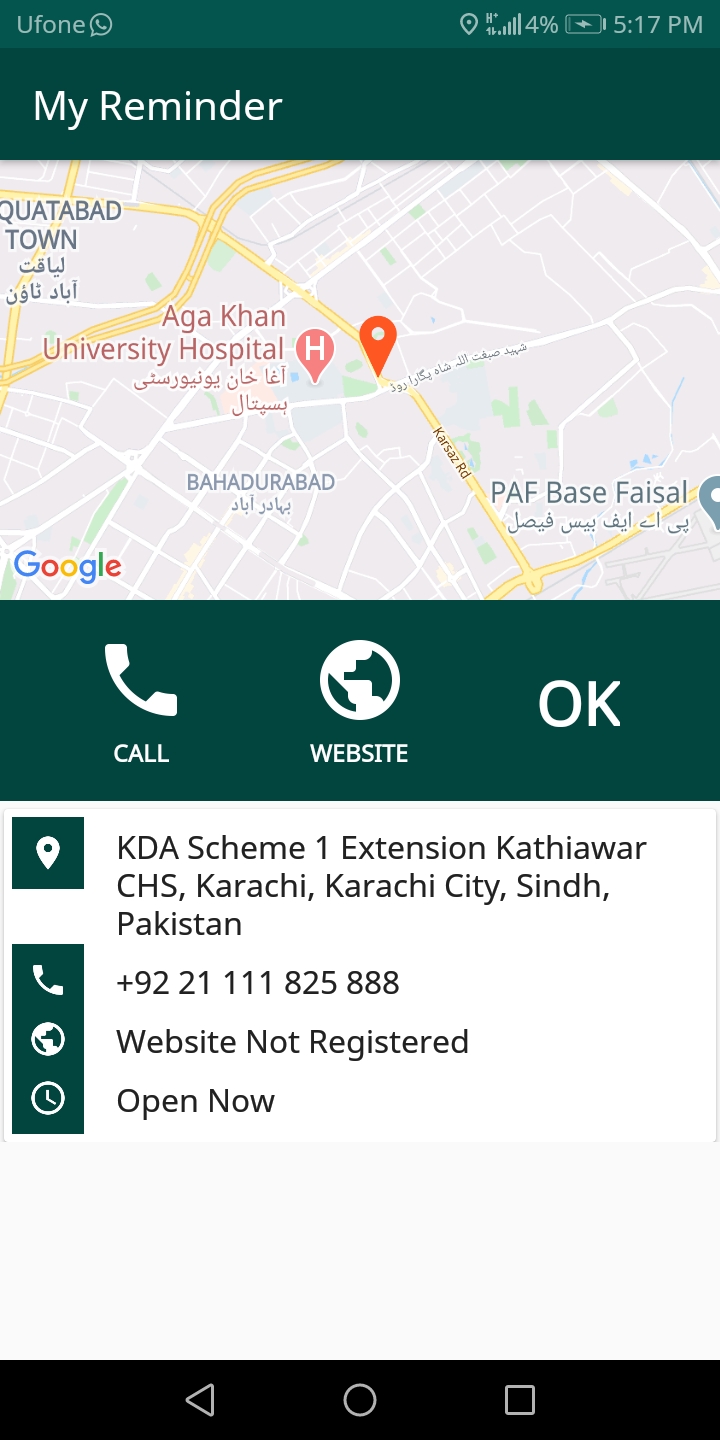 Ufone
4%
5:17 PM
My Reminder
QUATABAD
TOWN
لیاقت
آباد ٹاؤن
Aga Khan
University Hospital
H
آغا خان یونیورسٹی
ہسپتال
شہید صبغت اللہ شاہ پگارا روڈ
Karsaz Rd
BAHADURABAD
بہادر آباد
PAF Base Faisal
پی اے ایف بیس فیصل
Google
CALL
WEBSITE
OK
KDA Scheme 1 Extension Kathiawar
CHS, Karachi, Karachi City, Sindh,
Pakistan
+92 21 111 825 888
Website Not Registered
Open Now